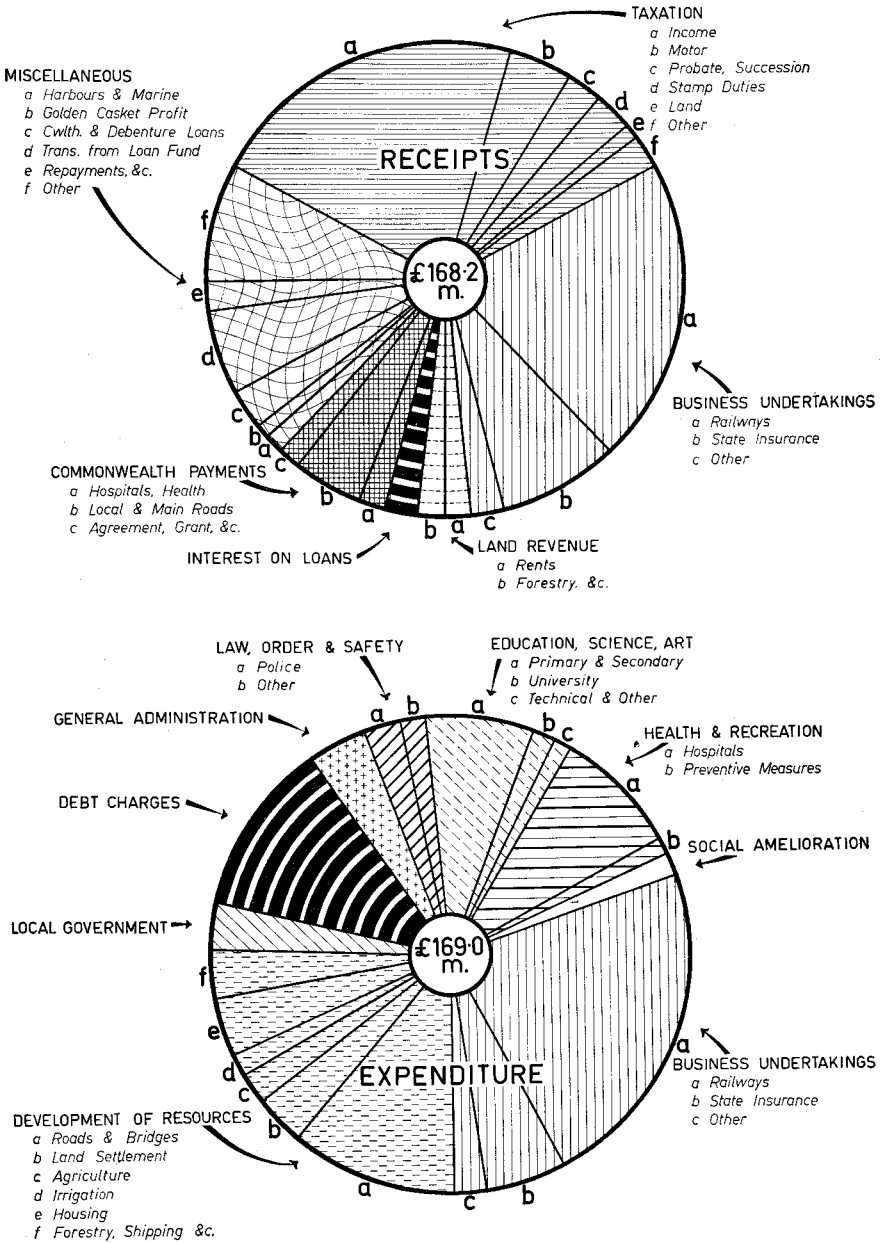 TAXATION
a Income
b Motor
c Probate, Succession
d Stamp Duties
e Land
f Other
MISCELLANEOUS
a Harbours & Marine
b Golden Casket Profit
c Cwlth. & Debenture Loans
d Trans. from Loan Fund
e Repayments, &c.
f Other
RECEIPTS
£168·2
m.
a
b
c
d
e
f
a
b
c
a
b
a
b
c
a
b
c
d
e
f
BUSINESS UNDERTAKINGS
a Railways
b State Insurance
c Other
COMMONWEALTH PAYMENTS
a Hospitals, Health
b Local & Main Roads
c Agreement, Grant, &c.
INTEREST ON LOANS
LAND REVENUE
a Rents
b Forestry. &c.
LAW, ORDER & SAFETY
a Police
b Other
EDUCATION, SCIENCE, ART
a Primary & Secondary
b University
c Technical & Other
GENERAL ADMINISTRATION
HEALTH & RECREATION
a Hospitals
b Preventive Measures
DEBT CHARGES
SOCIAL AMELIORATION
LOCAL GOVERNMENT
£169·0
m.
EXPENDITURE
a
b
a
b
c
a
b
a
b
c
a
b
c
d
e
f
BUSINESS UNDERTAKINGS
a Railways
b State Insurance
c Other
DEVELOPMENT OF RESOURCES
a Roads & Bridges
b Land Settlement
c Agriculture
d Irrigation
e Housing
f Forestry, Shipping &c.